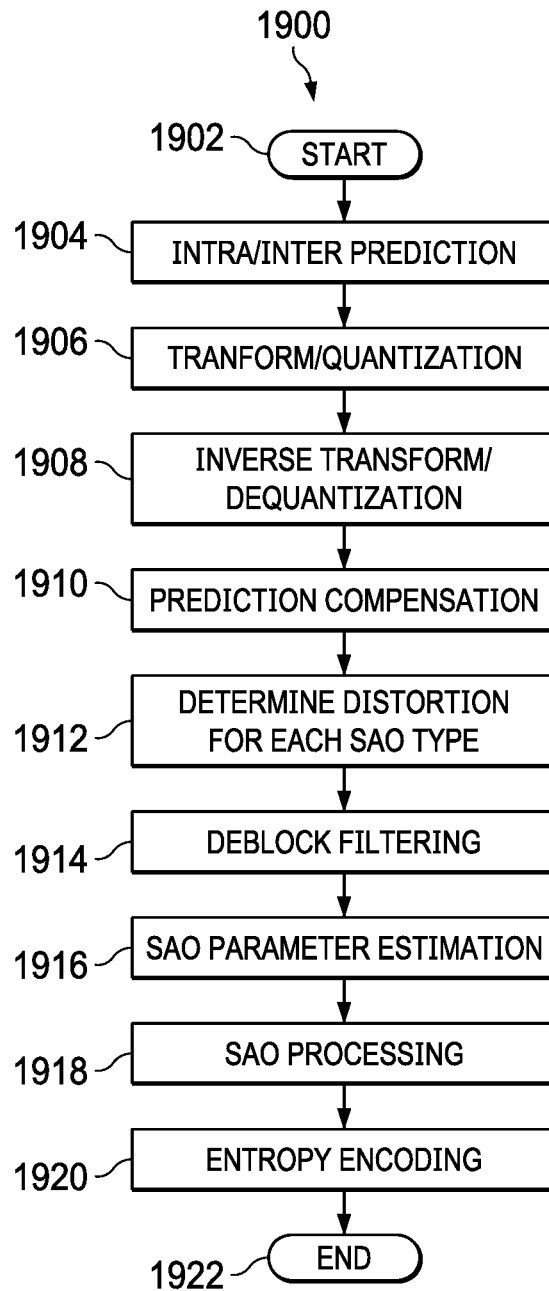 1900
1902
START
1904
INTRA/INTER PREDICTION
1906
TRANFORM/QUANTIZATION
1908
INVERSE TRANSFORM/
DEQUANTIZATION
1910
PREDICTION COMPENSATION
1912
DETERMINE DISTORTION
FOR EACH SAO TYPE
1914
DEBLOCK FILTERING
1916
SAO PARAMETER ESTIMATION
1918
SAO PROCESSING
1920
ENTROPY ENCODING
1922
END